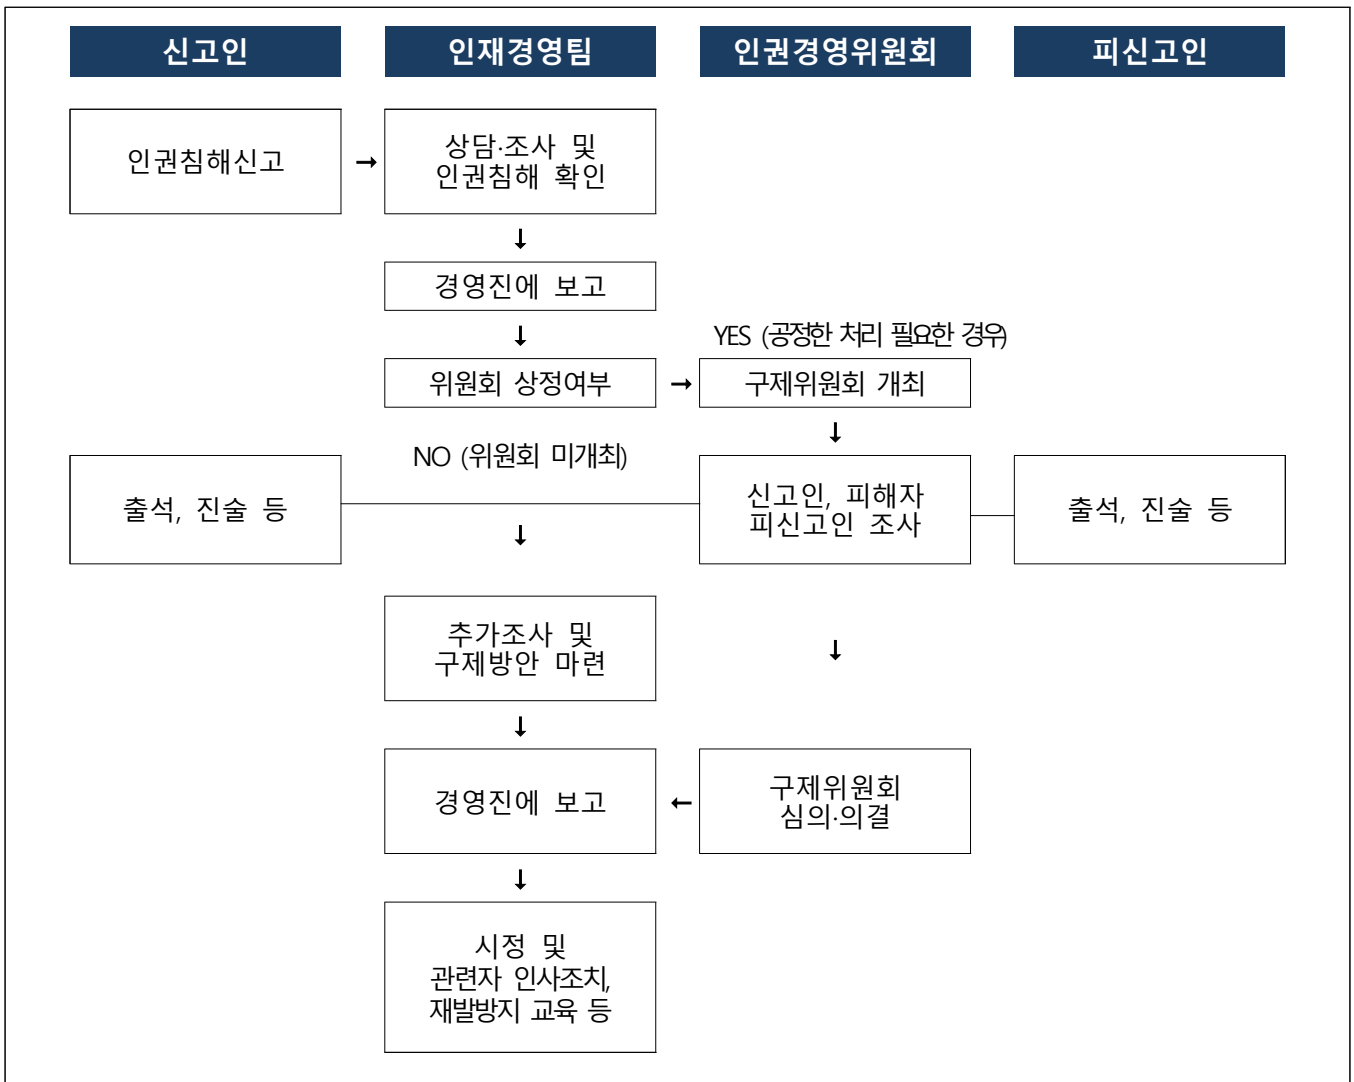 신고인
인재경영팀
인권경영위원회
피신고인
인권침해신고
→
상담·조사 및
인권침해 확인
↓
경영진에 보고
↓
YES (공정한 처리 필요한 경우)
위원회 상정여부
→
구제위원회 개최
↓
NO (위원회 미개최)
출석, 진술 등
신고인, 피해자
피신고인 조사
출석, 진술 등
↓
추가조사 및
구제방안 마련
↓
↓
경영진에 보고
←
구제위원회
심의·의결
↓
시정 및
관련자 인사조치,
재발방지 교육 등